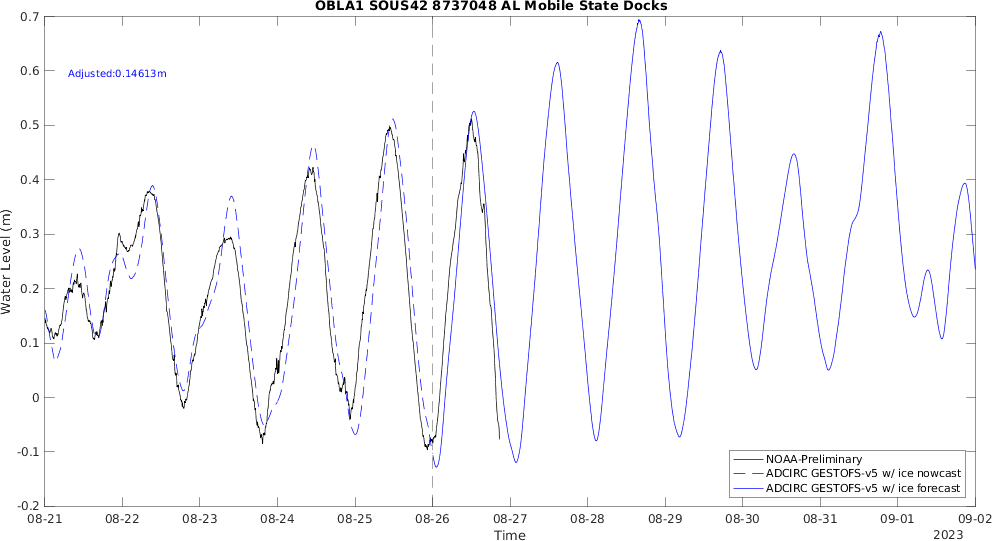 OBLA1 SOUS42 8737048 AL Mobile State Docks
Adjusted:0.14613m
Water Level (m)
0.7
0.6
0.5
0.4
0.3
0.2
0.1
0
-0.1
-0.2
NOAA-Preliminary
ADCIRC GESTOFS-v5 w/ ice nowcast
ADCIRC GESTOFS-v5 w/ ice forecast
08-21 08-22 08-23 08-24 08-25 08-26 08-27 08-28 08-29 08-30 08-31 09-01 09-02
Time
2023